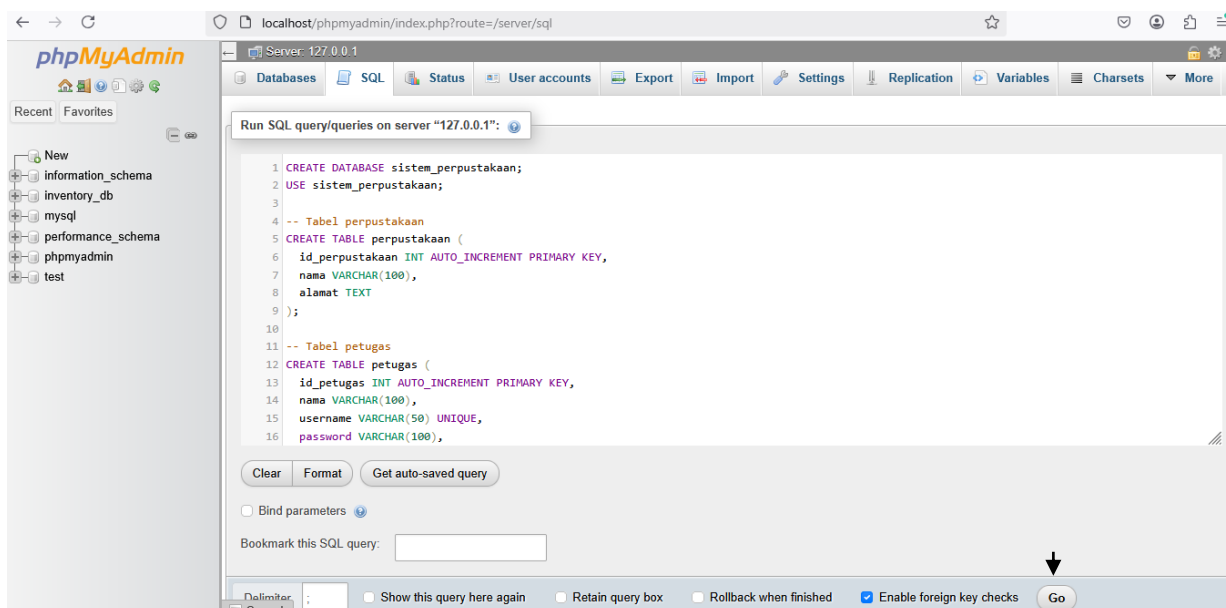 localhost/phpmyadmin/index.php?route=/server/sql
phpMyAdmin
Recent Favorites
New
information_schema
inventory_db
mysql
performance_schema
phpmyadmin
test
Server: 127.0.0.1
Databases SQL Status User accounts Export Import Settings Replication Variables Charsets More
Run SQL query/queries on server “127.0.0.1”:
1 CREATE DATABASE sistem_perpustakaan;
2 USE sistem_perpustakaan;
3
4 -- Tabel perpustakaan
5 CREATE TABLE perpustakaan (
6 id_perpustakaan INT AUTO_INCREMENT PRIMARY KEY,
7 nama VARCHAR(100),
8 alamat TEXT
9 );
10
11 -- Tabel petugas
12 CREATE TABLE petugas (
13 id_petugas INT AUTO_INCREMENT PRIMARY KEY,
14 nama VARCHAR(100),
15 username VARCHAR(50) UNIQUE,
16 password VARCHAR(100),
Clear Format Get auto-saved query
Bind parameters
Bookmark this SQL query:
Delimiter ; Show this query here again Retain query box Rollback when finished Enable foreign key checks Go